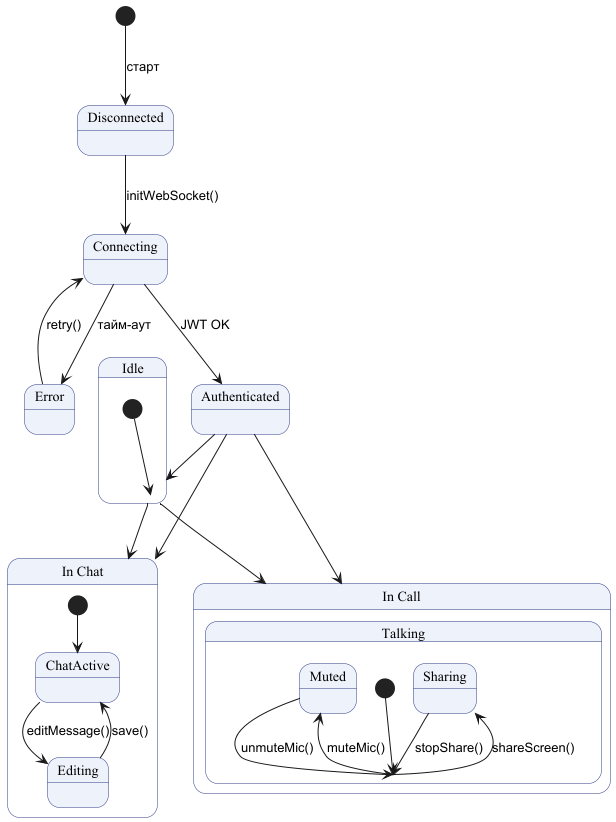 старт
Disconnected
initWebSocket()
Connecting
retry()
тайм-аут
JWT OK
Idle
Error
Authenticated
In Chat
In Call
Talking
ChatActive
Muted
Sharing
editMessage()
save()
unmuteMic()
muteMic()
stopShare()
shareScreen()
Editing